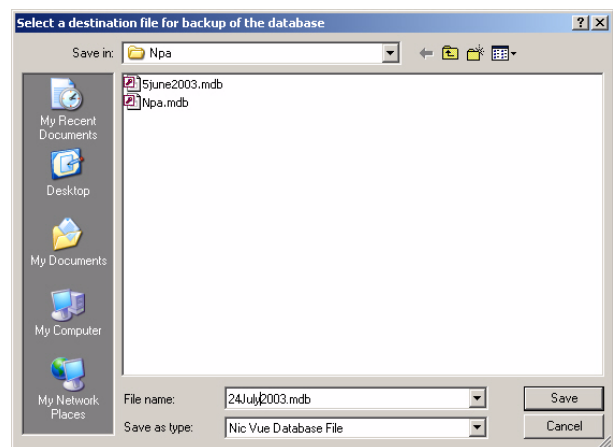 Select a destination file for backup of the database
Save in:
Npa
5june2003.mdb
Npa.mdb
My Recent
Documents
Desktop
My Documents
My Computer
My Network
Places
File name:
24July2003.mdb
Save
Save as type:
Nic Vue Database File
Cancel